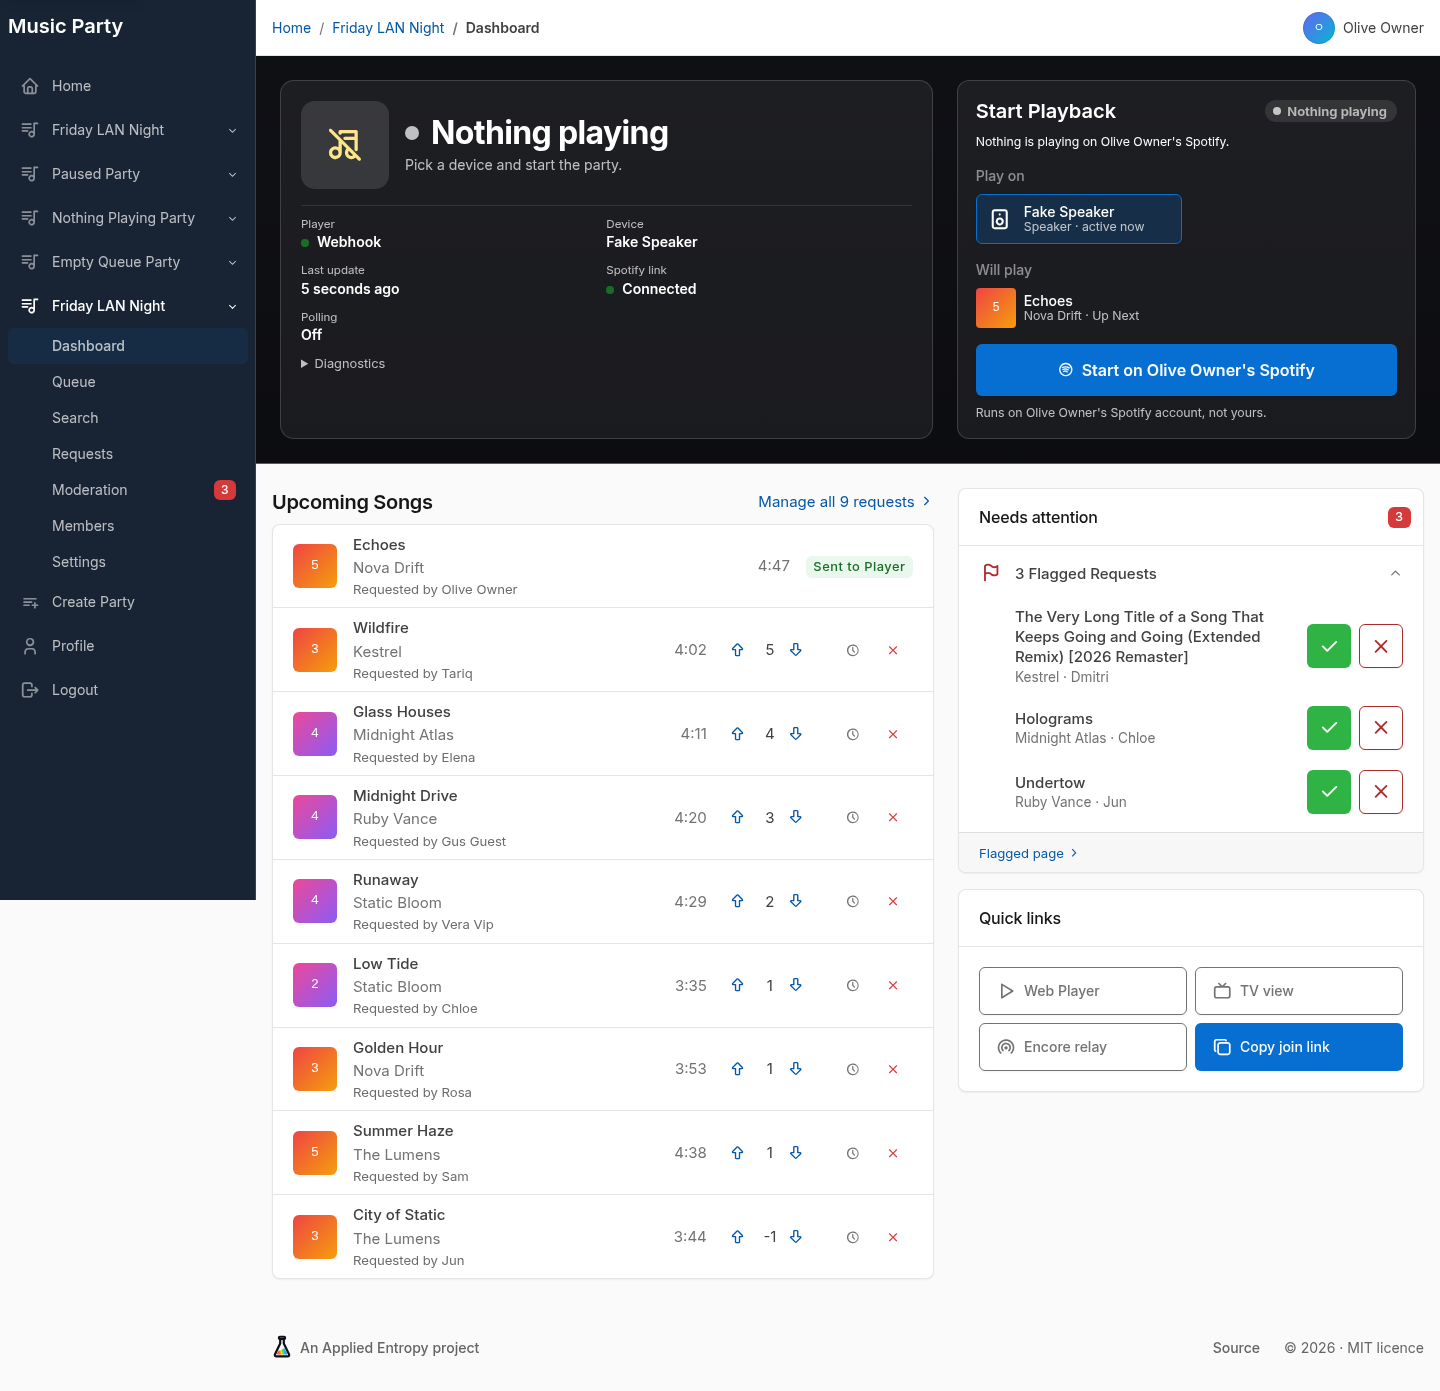 Music Party
Home
Friday LAN Night
Paused Party
Nothing Playing Party
Empty Queue Party
Friday LAN Night
Dashboard
Queue
Search
Requests
Moderation 3
Members
Settings
Create Party
Profile
Logout
Home / Friday LAN Night / Dashboard
O Olive Owner
Nothing playing
Pick a device and start the party.
Player
Webhook
Device
Fake Speaker
Last update
5 seconds ago
Spotify link
Connected
Polling
Off
Diagnostics
Start Playback
Nothing playing
Nothing is playing on Olive Owner's Spotify.
Play on
Fake Speaker
Speaker · active now
Will play
5
Echoes
Nova Drift · Up Next
Start on Olive Owner's Spotify
Runs on Olive Owner's Spotify account, not yours.
Upcoming Songs
Manage all 9 requests
5
Echoes
Nova Drift
Requested by Olive Owner
4:47 Sent to Player
3
Wildfire
Kestrel
Requested by Tariq
4:02 5
4
Glass Houses
Midnight Atlas
Requested by Elena
4:11 4
4
Midnight Drive
Ruby Vance
Requested by Gus Guest
4:20 3
4
Runaway
Static Bloom
Requested by Vera Vip
4:29 2
2
Low Tide
Static Bloom
Requested by Chloe
3:35 1
3
Golden Hour
Nova Drift
Requested by Rosa
3:53 1
5
Summer Haze
The Lumens
Requested by Sam
4:38 1
3
City of Static
The Lumens
Requested by Jun
3:44 -1
Needs attention 3
3 Flagged Requests
The Very Long Title of a Song That
Keeps Going and Going (Extended
Remix) [2026 Remaster]
Kestrel · Dmitri
Holograms
Midnight Atlas · Chloe
Undertow
Ruby Vance · Jun
Flagged page
Quick links
Web Player
TV view
Encore relay
Copy join link
An Applied Entropy project
Source © 2026 · MIT licence